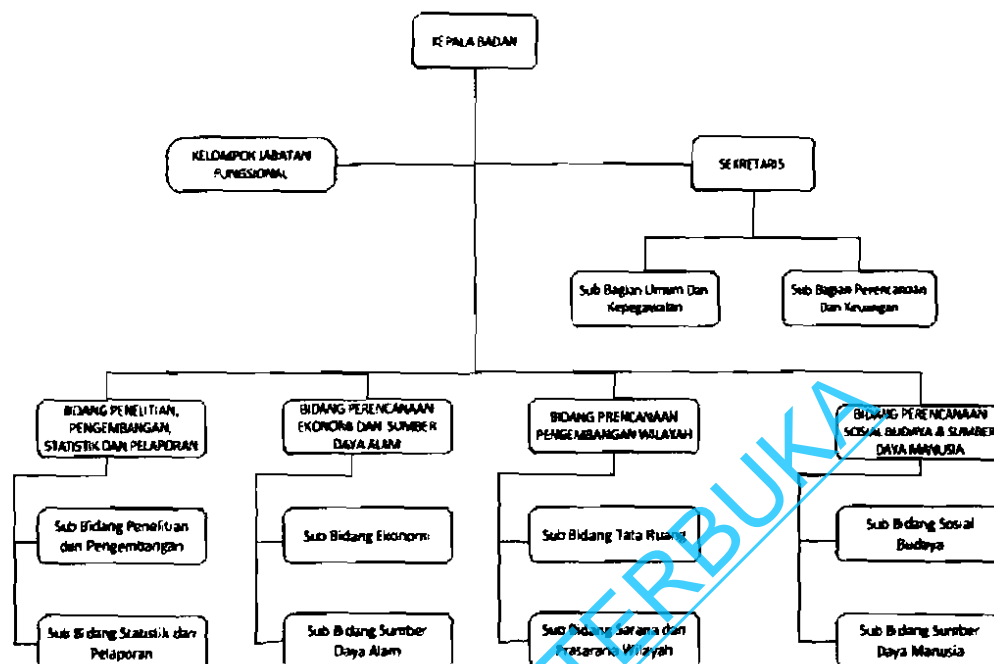 KEPALA BADAN
KELOMPOK JABATAN
FUNGSIONAL
SEKRETARIS
Sub Bagian Umum Dan
Kepegawaian
Sub Bagian Perencanaan
Dan Keuangan
BIDANG PENELITIAN,
PENGEMBANGAN,
STATISTIK DAN PELAPORAN
BIDANG PERENCANAAN
EKONOMI DAN SUMBER
DAYA ALAM
BIDANG PRENCANAAN
PENGEMBANGAN WILAYAH
BIDANG PERENCANAAN
SOSIAL BUDAYA & SUMBER
DAYA MANUSIA
Sub Bidang Penelitian
dan Pengembangan
Sub Bidang Ekonomi
Sub Bidang Tata Ruang
Sub Bidang Sosial
Budaya
Sub Bidang Statistik dan
Pelaporan
Sub Bidang Sumber
Daya Alam
Sub Bidang Sarana dan
Prasarana Wilayah
Sub Bidang Sumber
Daya Manusia
TERBUKA